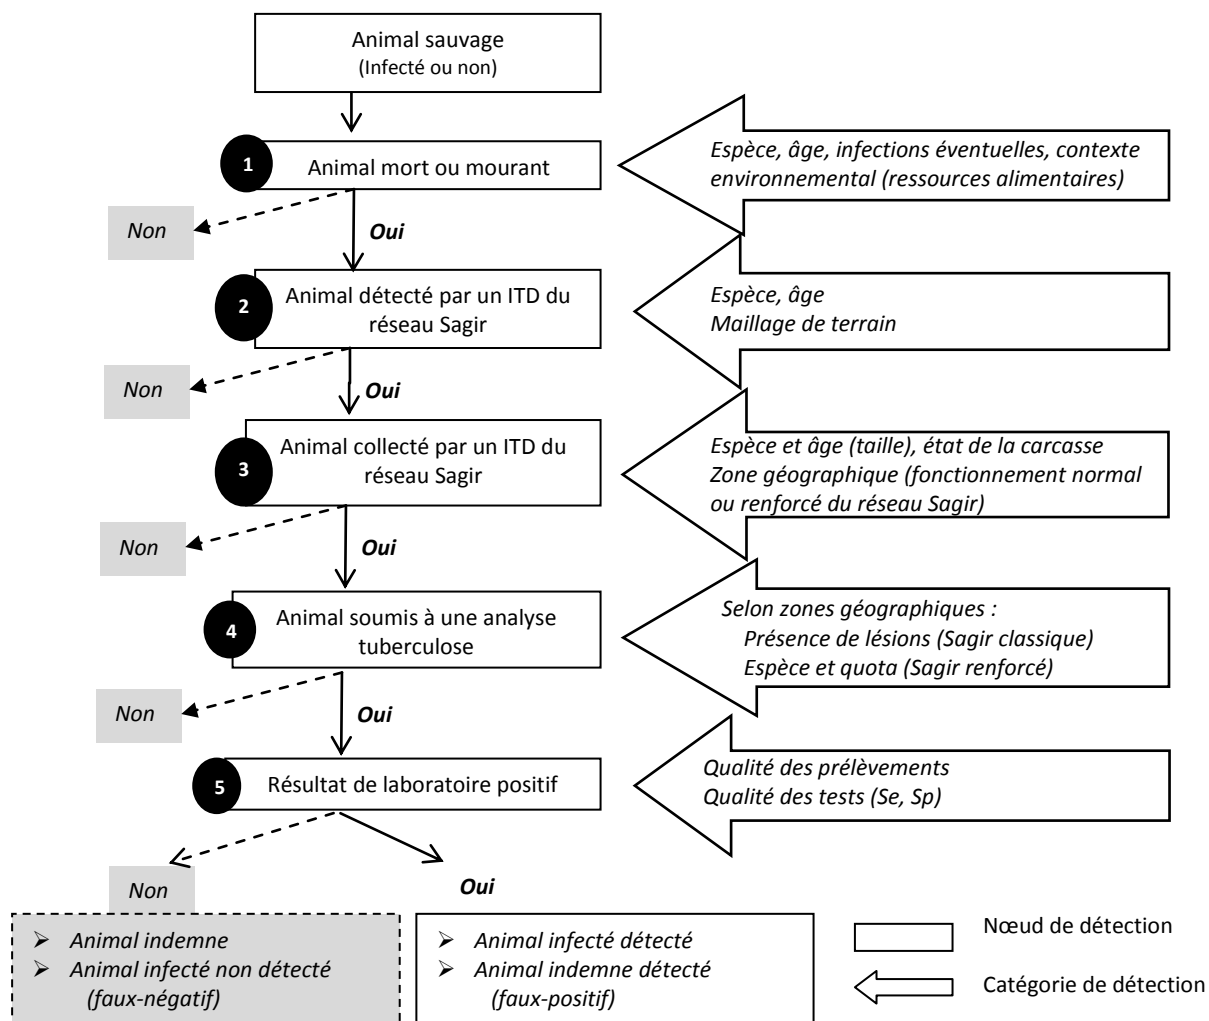 Animal sauvage
(Infecté ou non)
1
Animal mort ou mourant
Espèce, âge, infections éventuelles, contexte
environnemental (ressources alimentaires)
Non
Oui
2
Animal détecté par un ITD du
réseau Sagir
Espèce, âge
Maillage de terrain
Non
Oui
3
Animal collecté par un ITD du
réseau Sagir
Espèce et âge (taille), état de la carcasse
Zone géographique (fonctionnement normal
ou renforcé du réseau Sagir)
Non
Oui
4
Animal soumis à une analyse
tuberculose
Selon zones géographiques :
Présence de lésions (Sagir classique)
Espèce et quota (Sagir renforcé)
Non
Oui
5
Résultat de laboratoire positif
Qualité des prélèvements
Qualité des tests (Se, Sp)
Non
Oui
➢ Animal indemne
➢ Animal infecté non détecté
(faux-négatif)
➢ Animal infecté détecté
➢ Animal indemne détecté
(faux-positif)
Nœud de détection
Catégorie de détection